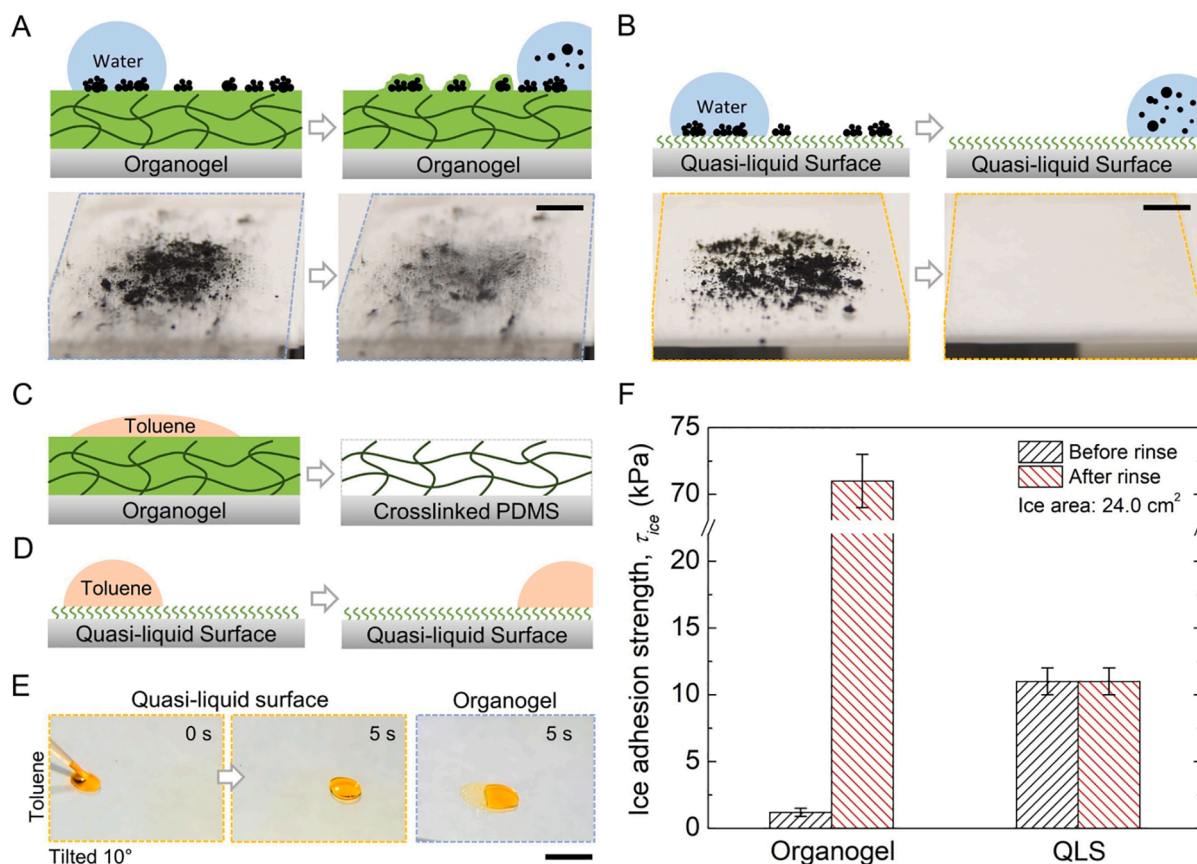 A
Water
Organogel
Organogel
B
Water
Quasi-liquid Surface
Quasi-liquid Surface
C
Toluene
Organogel
Crosslinked PDMS
D
Toluene
Quasi-liquid Surface
Quasi-liquid Surface
E
Quasi-liquid surface
Organogel
Toluene
0 s
5 s
5 s
Tilted 10°
F
Ice adhesion strength, τice (kPa)
75
70
20
15
10
5
0
Before rinse
After rinse
Ice area: 24.0 cm²
Organogel
QLS